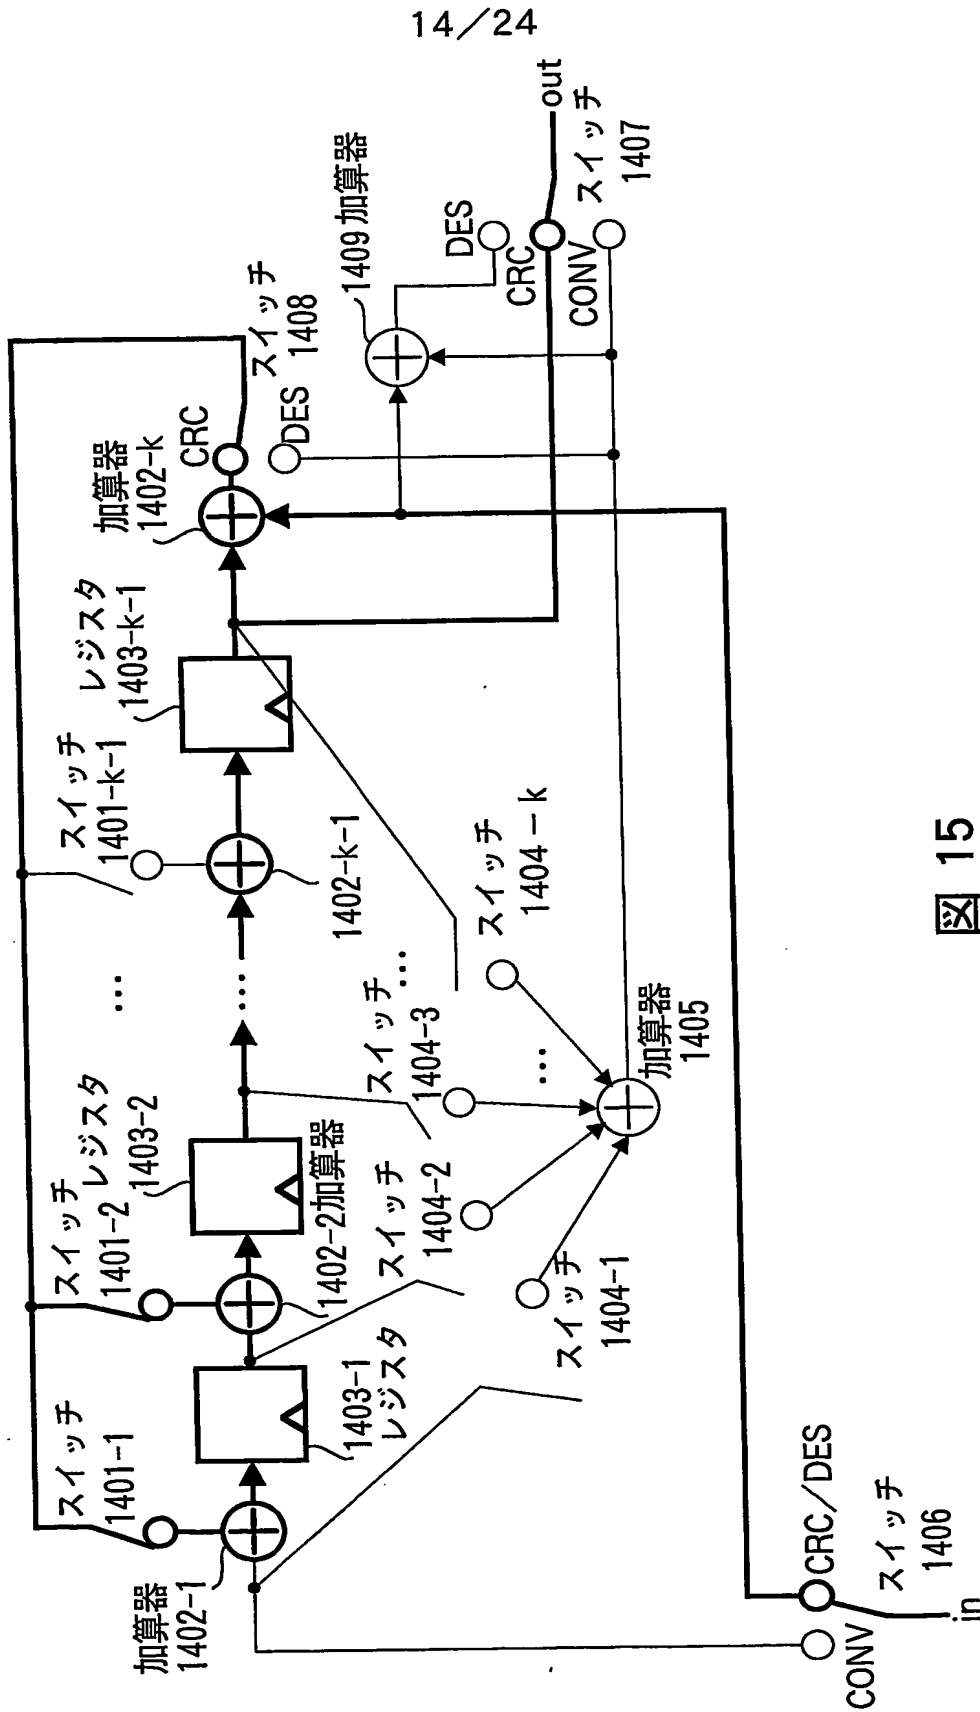 14/24
スイッチ
1401-1
スイッチ
1401-2
レジスタ
1403-2
…
スイッチ
1401-k-1
レジスタ
1403-k-1
加算器
1402-k
CRC
スイッチ
1408
DES
1409 加算器
DES
CRC
CONV
out
スイッチ
1407
加算器
1402-1
1403-1
レジスタ
1402-2加算器
…
1402-k-1
スイッチ
1404-1
スイッチ
1404-2
スイッチ
1404-3
…
スイッチ
1404-k
…
加算器
1405
CONV
CRC/DES
スイッチ
1406
in
図 15